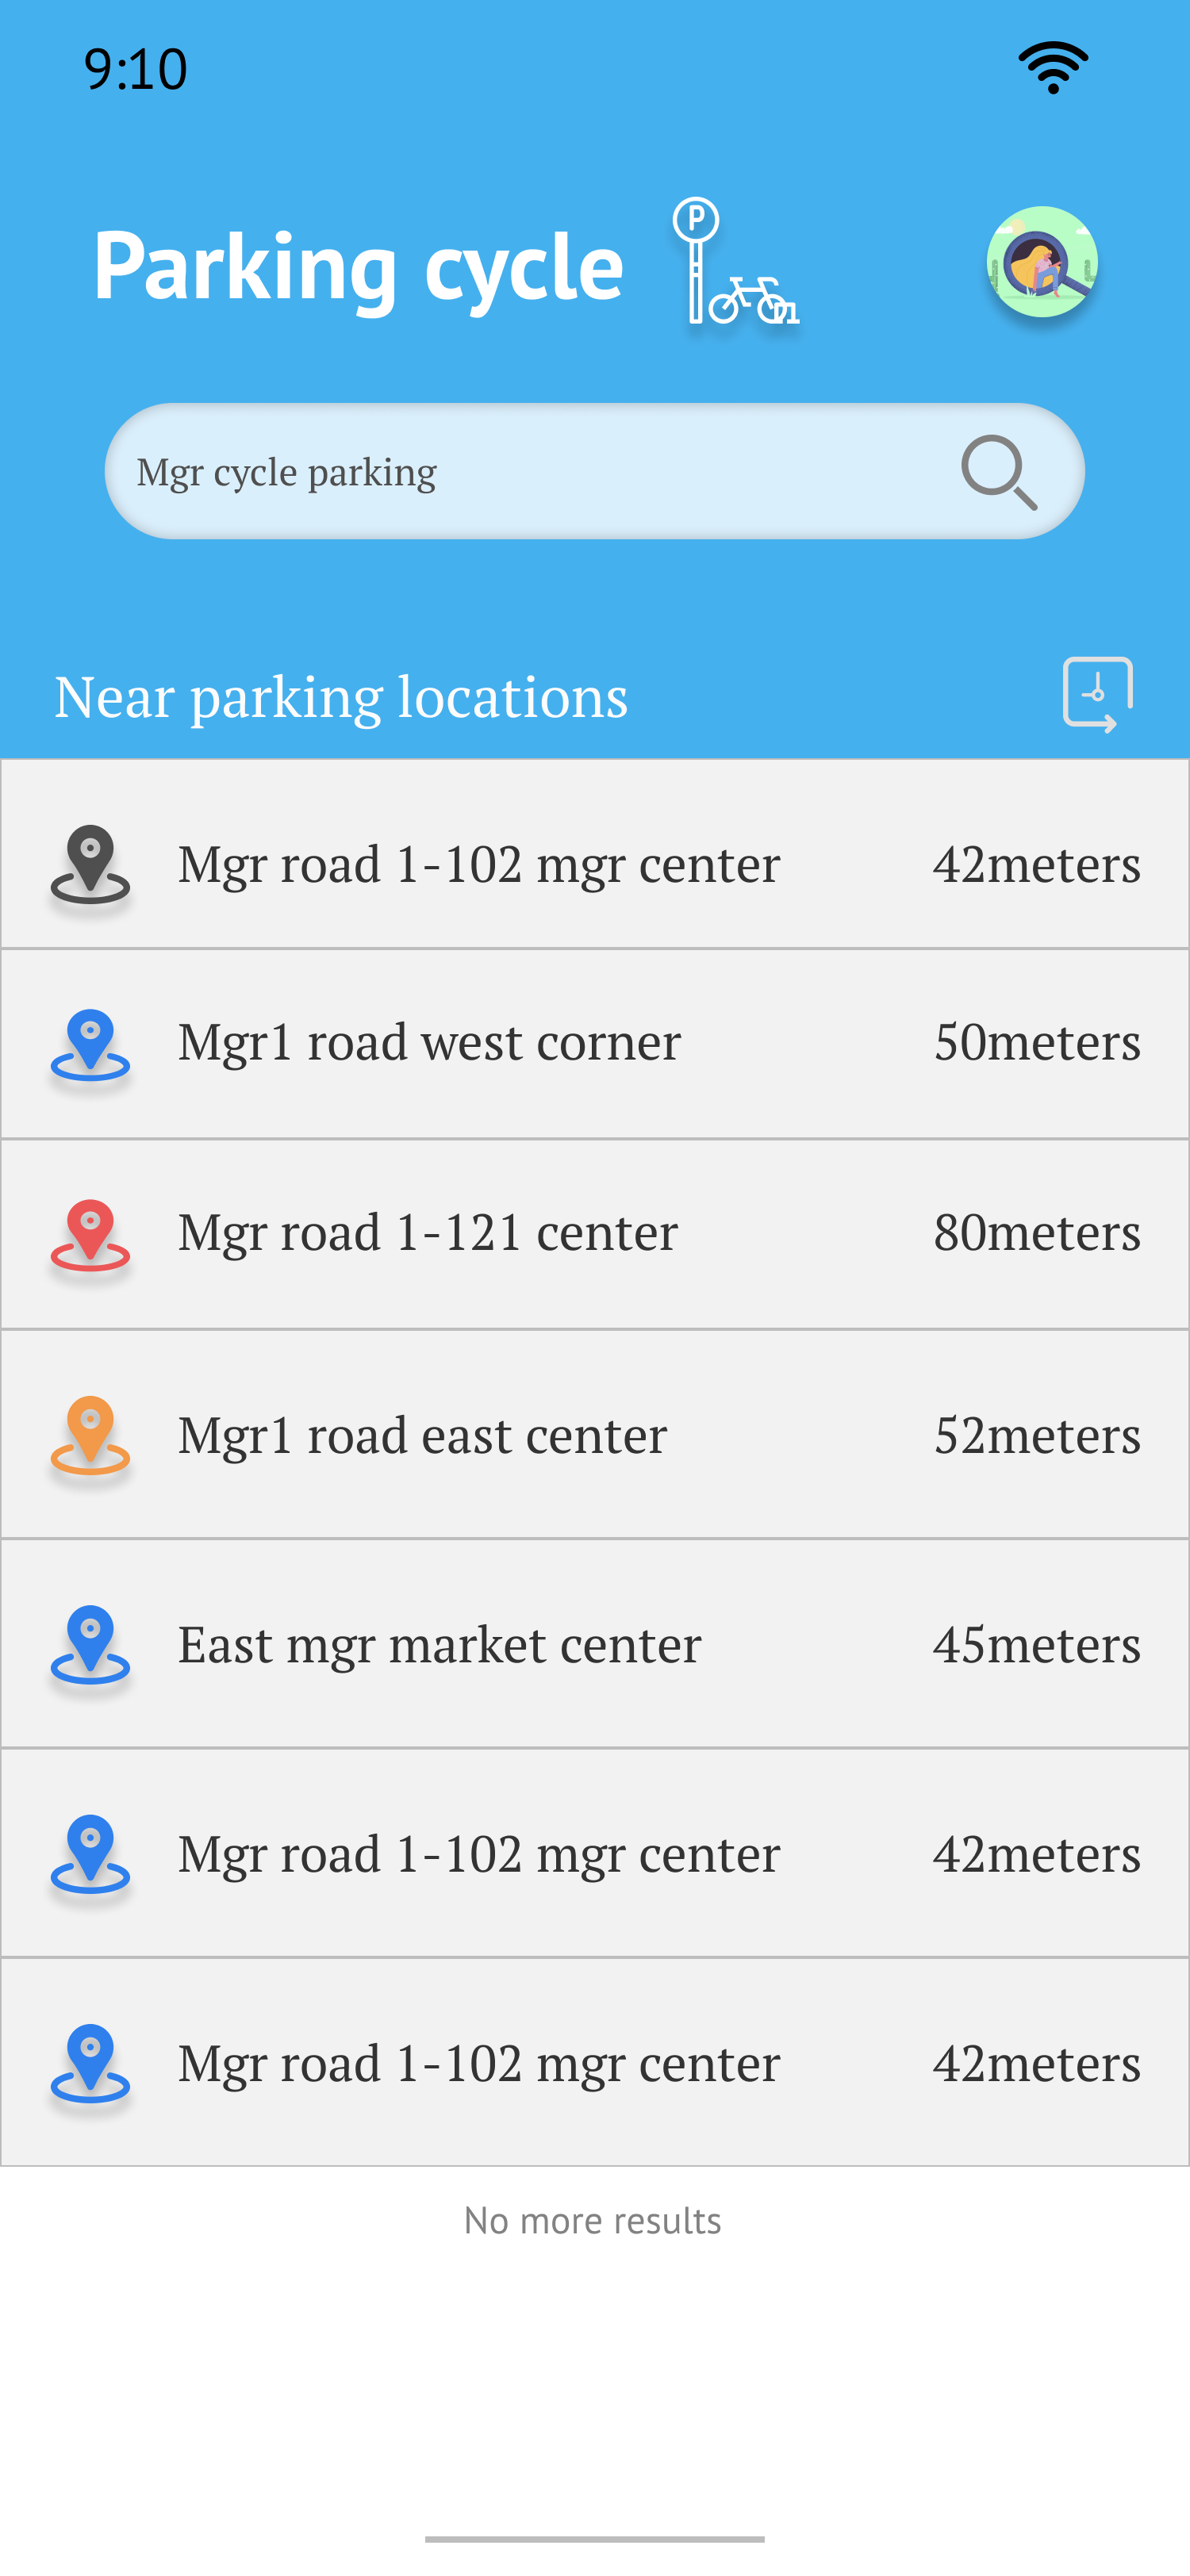 9:10
Parking cycle
P
Mgr cycle parking
Near parking locations
Mgr road 1-102 mgr center 42meters
Mgr1 road west corner 50meters
Mgr road 1-121 center 80meters
Mgr1 road east center 52meters
East mgr market center 45meters
Mgr road 1-102 mgr center 42meters
Mgr road 1-102 mgr center 42meters
No more results